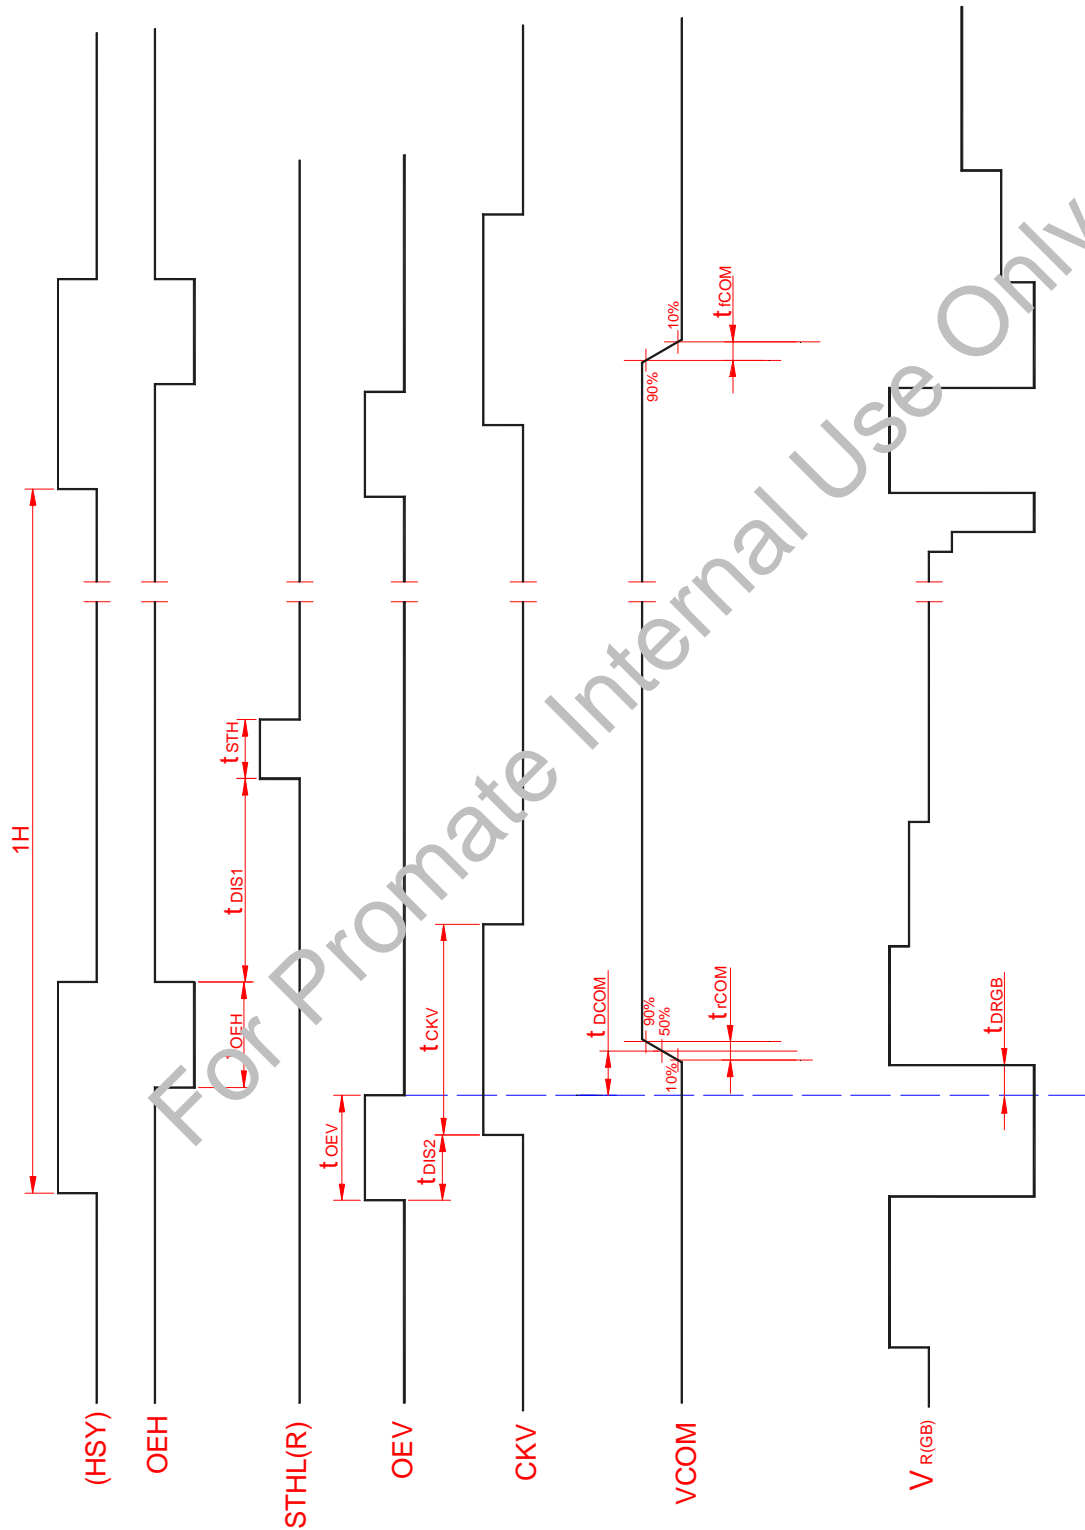 1H
(HSY)
OEH
t OEH
t DIS1
t STH
STHL(R)
OEV
t OEV
t DIS2
t CKV
CKV
t DCOM
90%
50%
10%
t rCOM
90%
10%
t fCOM
VCOM
t DRGB
V R(GB)
For Promate Internal Use Only